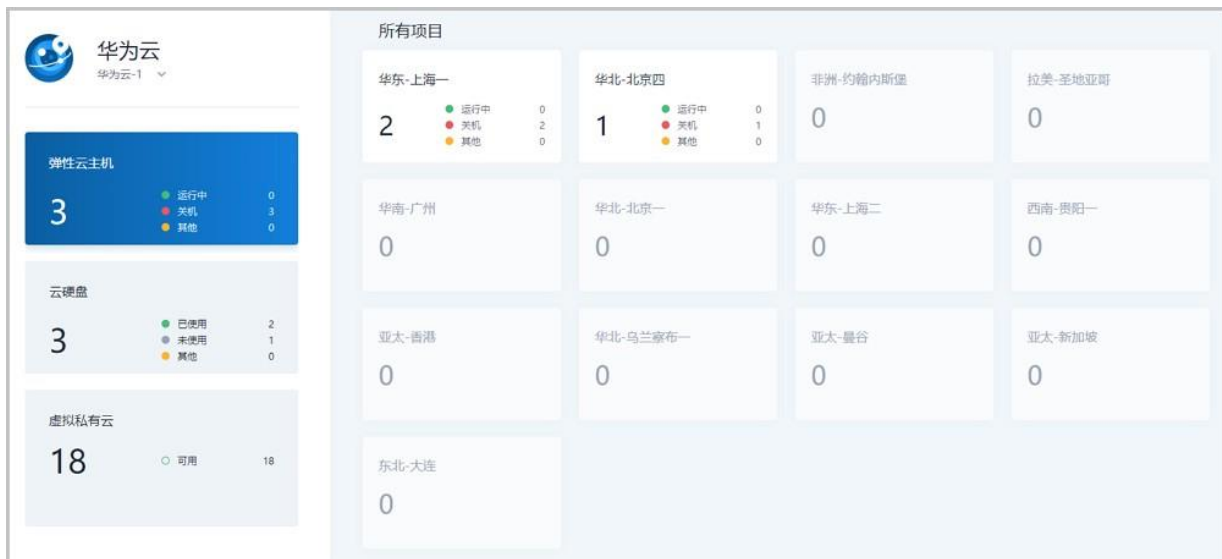 华为云
华为云-1
弹性云主机
3
运行中 0
关机 3
其他 0
云硬盘
3
已使用 2
未使用 1
其他 0
虚拟私有云
18
可用 18
所有项目
华东-上海一
2
运行中 0
关机 2
其他 0
华北-北京四
1
运行中 0
关机 1
其他 0
非洲-约翰内斯堡
0
拉美-圣地亚哥
0
华南-广州
0
华北-北京一
0
华东-上海二
0
西南-贵阳一
0
亚太-香港
0
华北-乌兰察布一
0
亚太-曼谷
0
亚太-新加坡
0
东北-大连
0